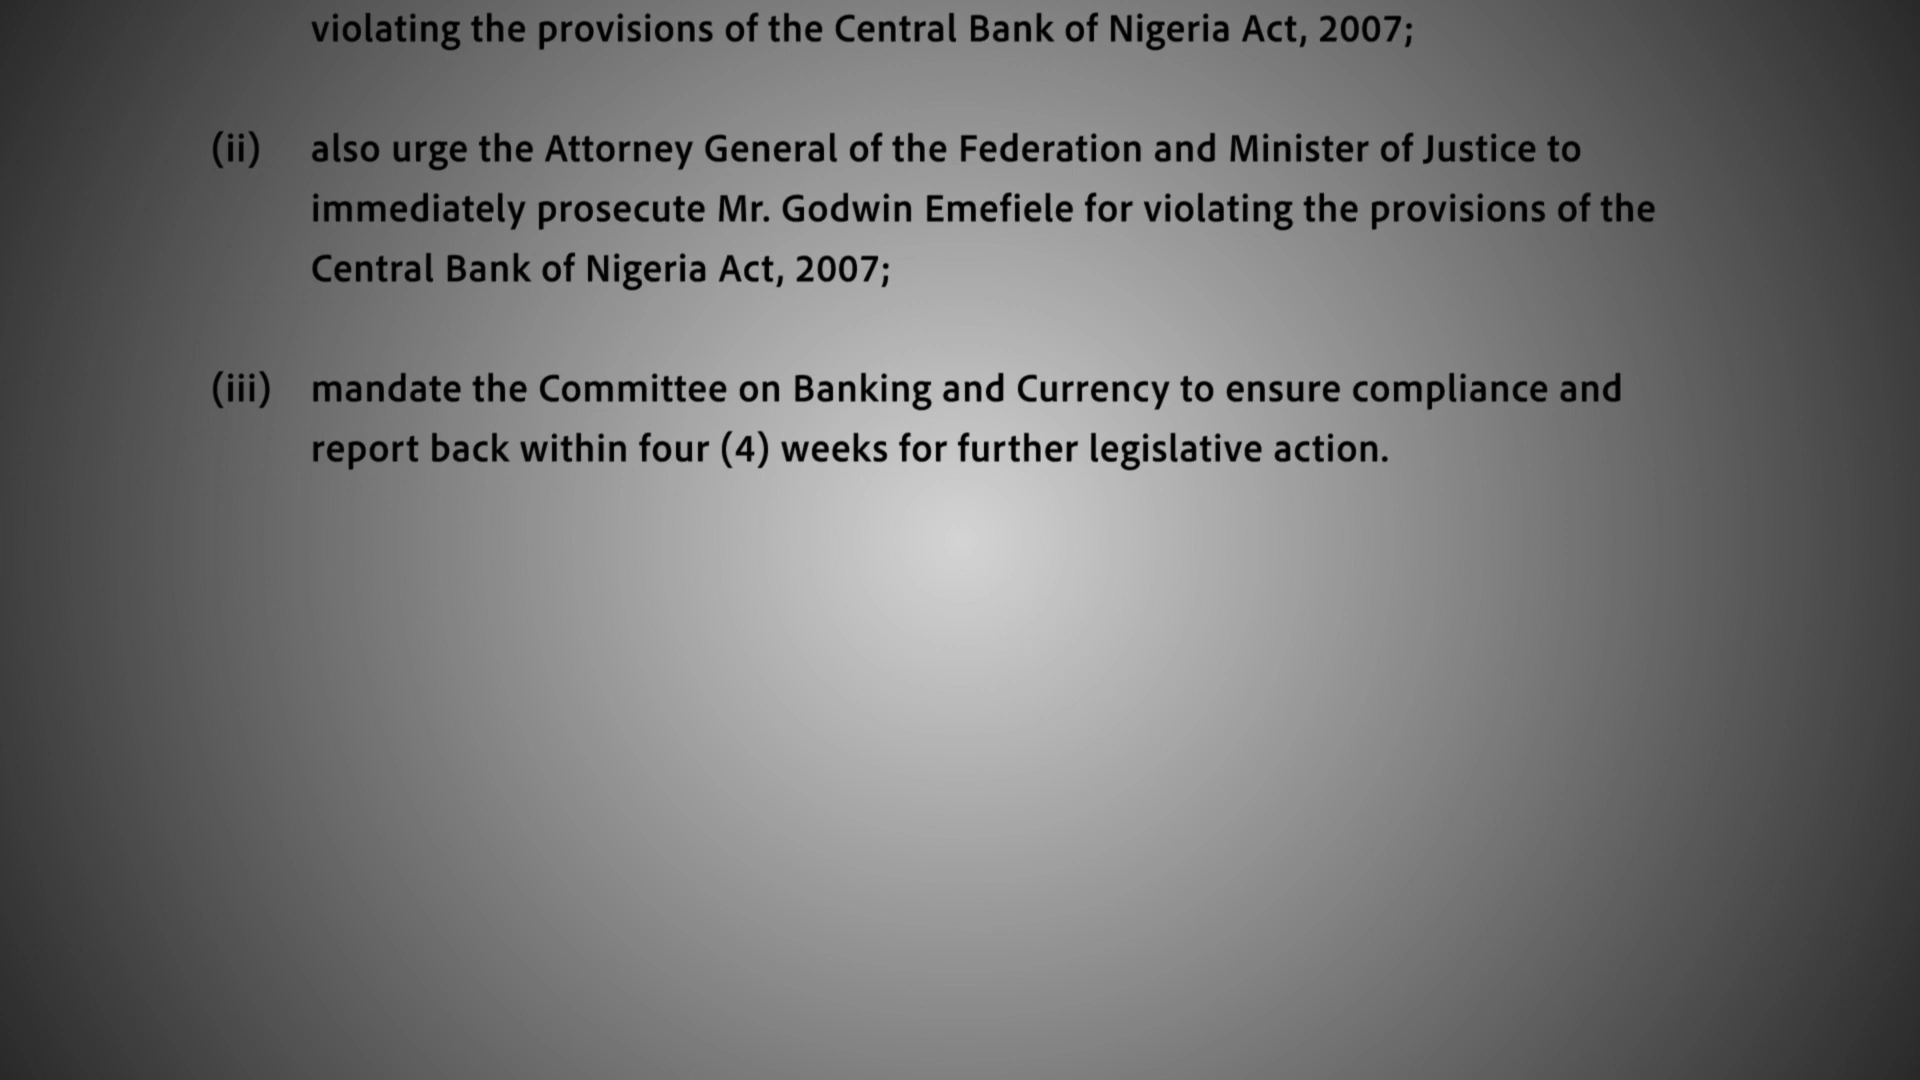 violating the provisions of the Central Bank of Nigeria Act, 2007;
(ii) also urge the Attorney General of the Federation and Minister of Justice to
immediately prosecute Mr. Godwin Emefiele for violating the provisions of the
Central Bank of Nigeria Act, 2007;
(iii) mandate the Committee on Banking and Currency to ensure compliance and
report back within four (4) weeks for further legislative action.